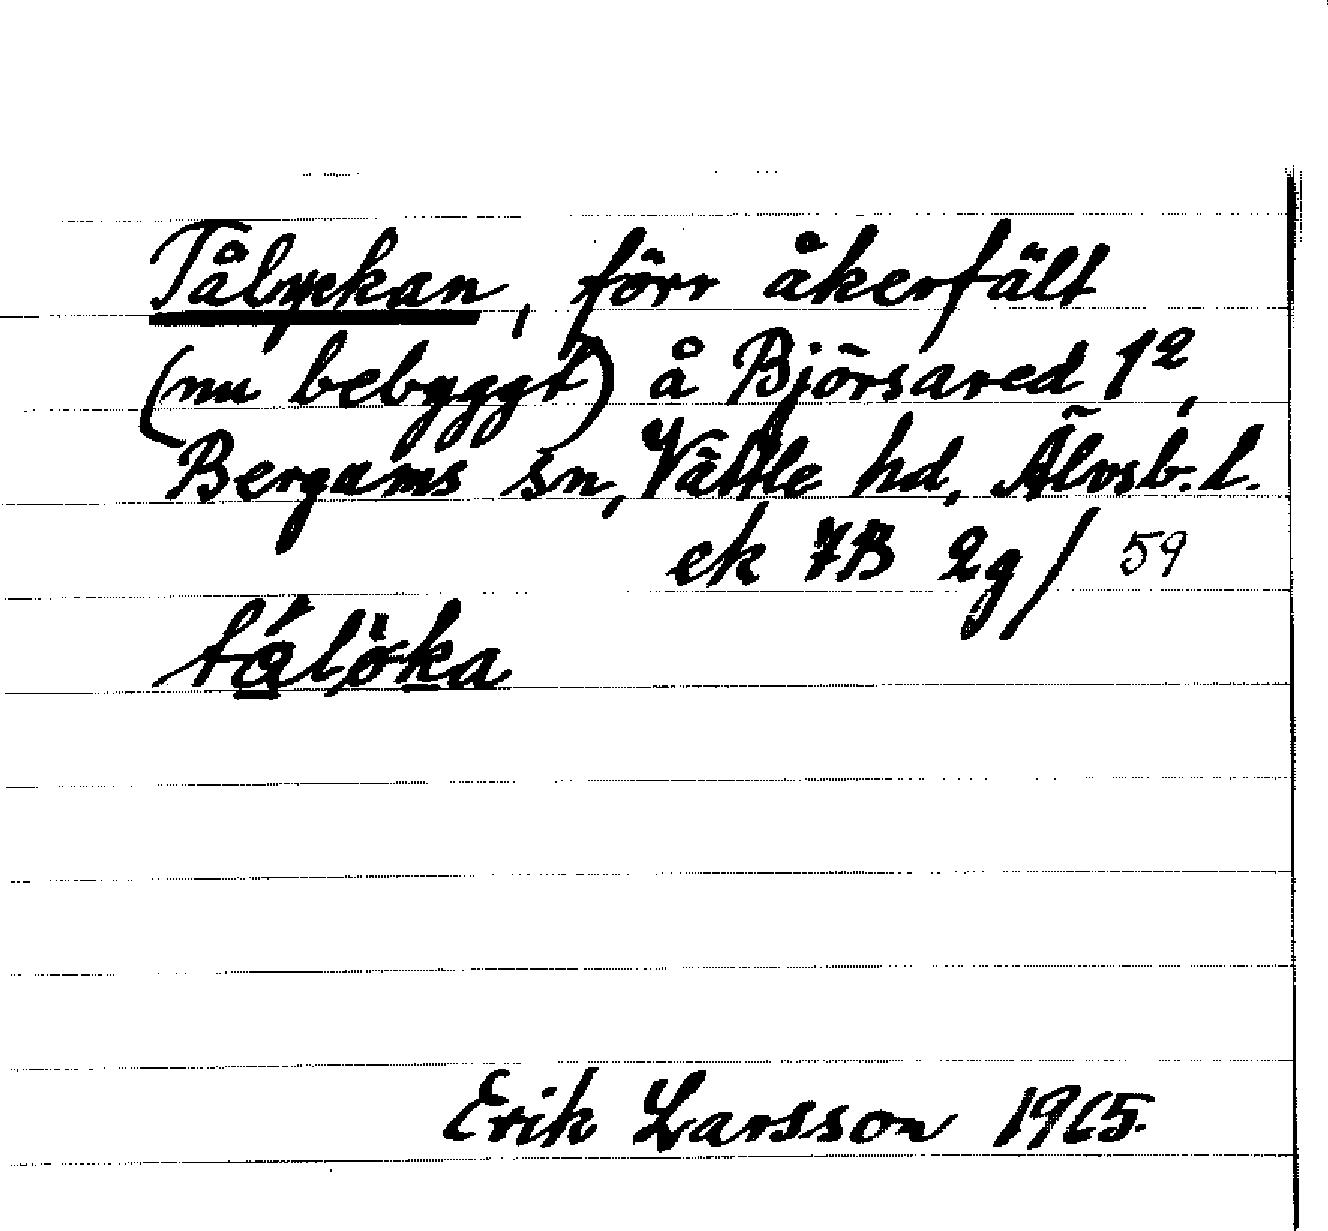 Tålyckan, förr åkerfält
(nu bebyggt) å Björsared 1²,
Bergums sn, Vättle hd, Älvsb. l.
ek 7B 2g/59
tålöka
Erik Larsson 1965.